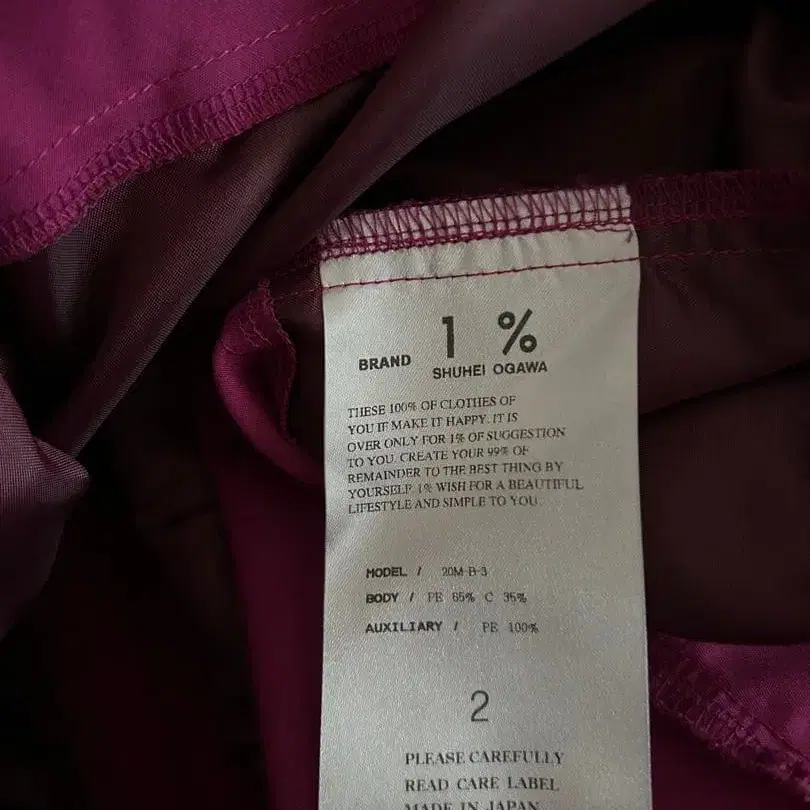 BRAND 1 %
SHUHEI OGAWA
THESE 100% OF CLOTHES OF
YOU IF MAKE IT HAPPY. IT IS
OVER ONLY FOR 1% OF SUGGESTION
TO YOU. CREATE YOUR 99% OF
REMAINDER TO THE BEST THING BY
YOURSELF. 1% WISH FOR A BEAUTIFUL
LIFESTYLE AND SIMPLE TO YOU.
MODEL / 20M-B-3
BODY / PE 65% C 35%
AUXILIARY / PE 100%
2
PLEASE CAREFULLY
READ CARE LABEL
MADE IN JAPAN